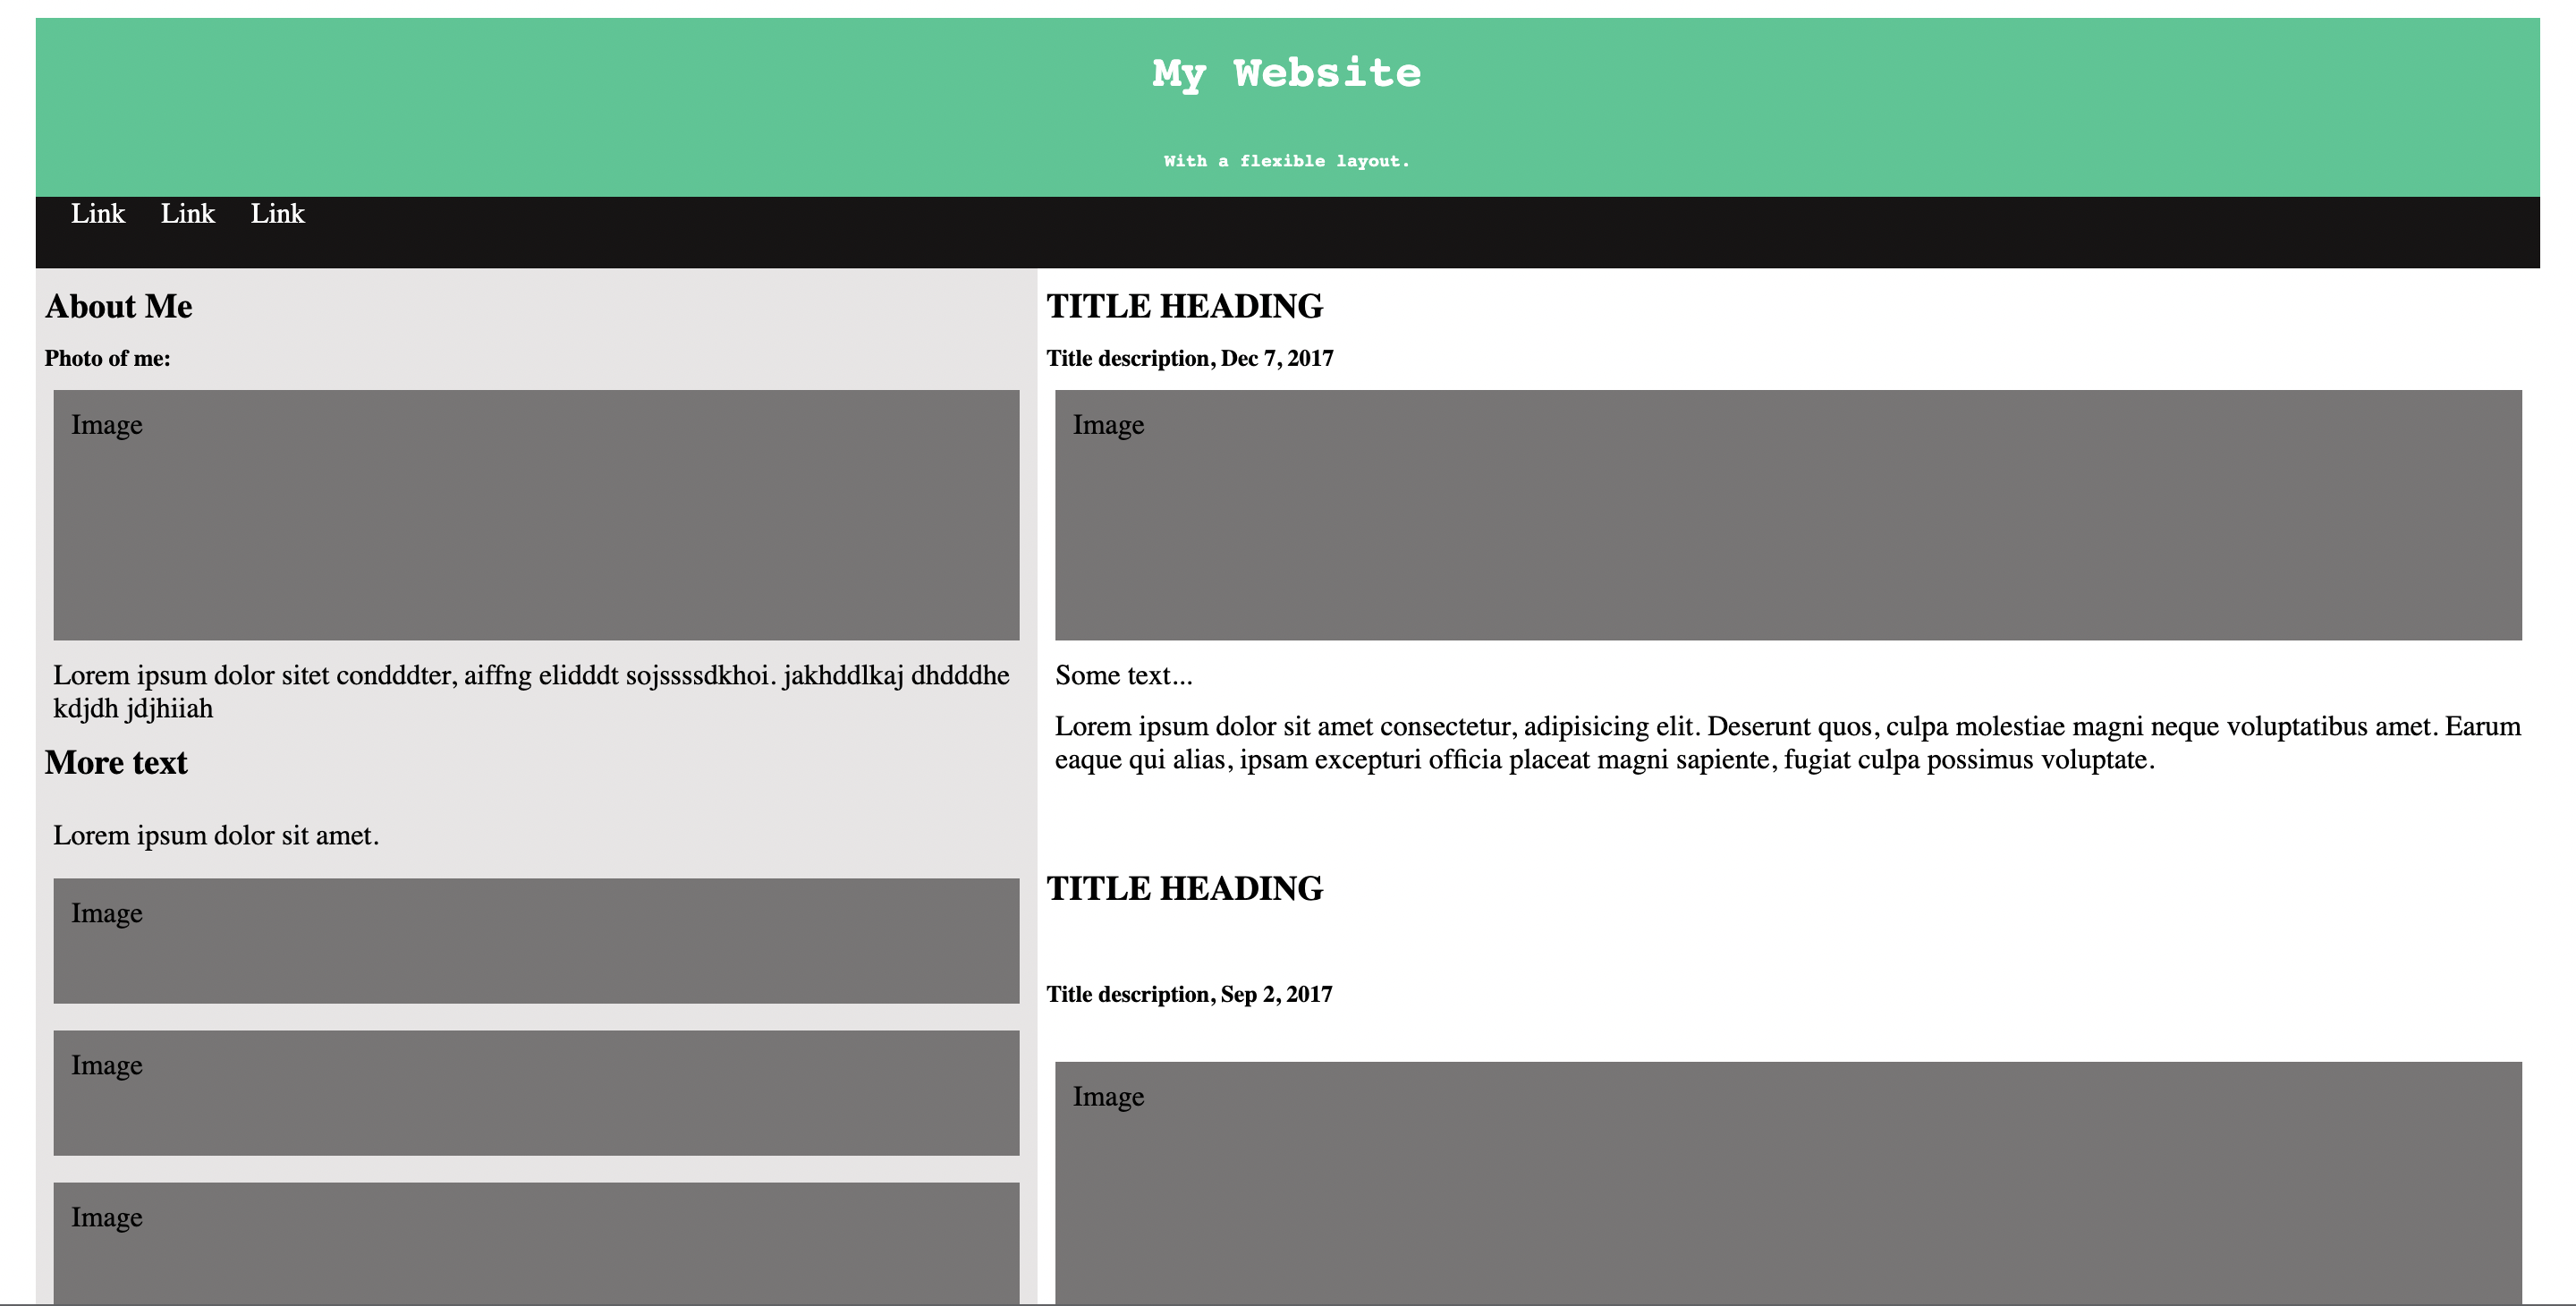 My Website
With a flexible layout.
Link Link Link
About Me
Photo of me:
Image
Lorem ipsum dolor sitet condddter, aiffng elidddt sojssssdkhoi. jakhddlkaj dhdddhe
kdjdh jdjhiiah
More text
Lorem ipsum dolor sit amet.
Image
Image
Image
TITLE HEADING
Title description, Dec 7, 2017
Image
Some text...
Lorem ipsum dolor sit amet consectetur, adipisicing elit. Deserunt quos, culpa molestiae magni neque voluptatibus amet. Earum
eaque qui alias, ipsam excepturi officia placeat magni sapiente, fugiat culpa possimus voluptate.
TITLE HEADING
Title description, Sep 2, 2017
Image